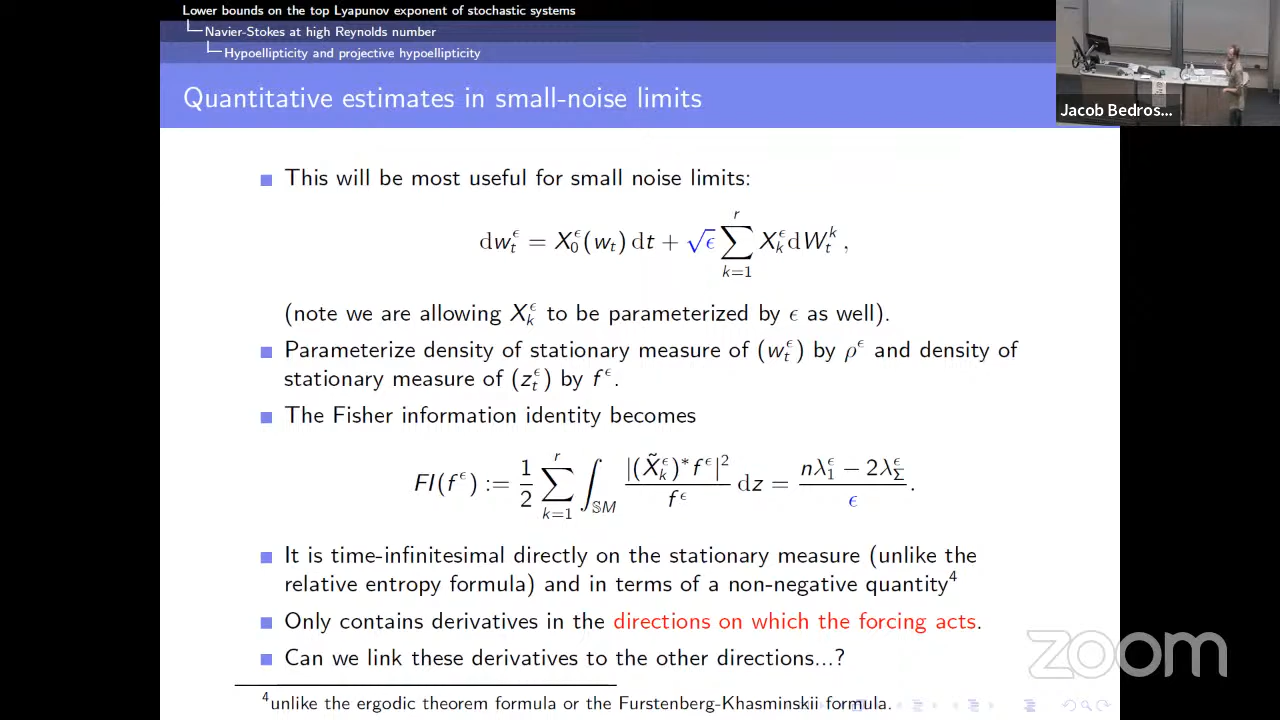 Lower bounds on the top Lyapunov exponent of stochastic systems
Navier-Stokes at high Reynolds number
Hypoellipticity and projective hypoellipticity
Quantitative estimates in small-noise limits
Jacob Bedros...
This will be most useful for small noise limits:
dw_t^ϵ = X_0^ϵ(w_t) dt + √ϵ ∑_{k=1}^r X_k^ϵ dW_t^k ,
(note we are allowing X_k^ϵ to be parameterized by ϵ as well).
Parameterize density of stationary measure of (w_t^ϵ) by ρ^ϵ and density of
stationary measure of (z_t^ϵ) by f^ϵ.
The Fisher information identity becomes
FI(f^ϵ) := 1/2 ∑_{k=1}^r ∫_{𝕊M} |(X̃_k^ϵ)* f^ϵ|^2 / f^ϵ dz = (nλ_1^ϵ − 2λ_Σ^ϵ) / ϵ .
It is time-infinitesimal directly on the stationary measure (unlike the
relative entropy formula) and in terms of a non-negative quantity^4
Only contains derivatives in the directions on which the forcing acts.
Can we link these derivatives to the other directions...?
^4unlike the ergodic theorem formula or the Furstenberg-Khasminskii formula.
zoom